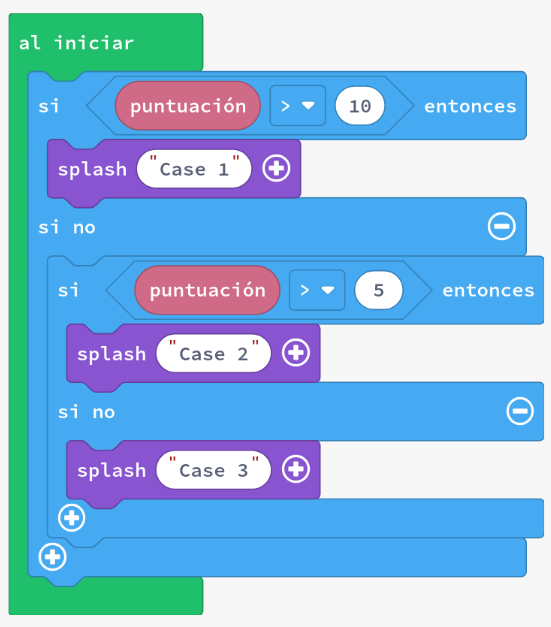 al iniciar
si puntuación > 10 entonces
splash "Case 1"
si no
si puntuación > 5 entonces
splash "Case 2"
si no
splash "Case 3"